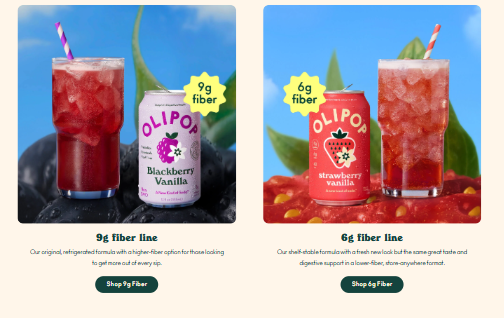 9g
fiber
OLIPOP
Blackberry
Vanilla
6g
fiber
OLIPOP
strawberry
vanilla
9g fiber line
Our original, refrigerated formula with a higher-fiber option for those looking
to get more out of every sip.
Shop 9g Fiber
6g fiber line
Our shelf-stable formula with a fresh new look but the same great taste and
digestive support in a lower-fiber, store-anywhere format.
Shop 6g Fiber